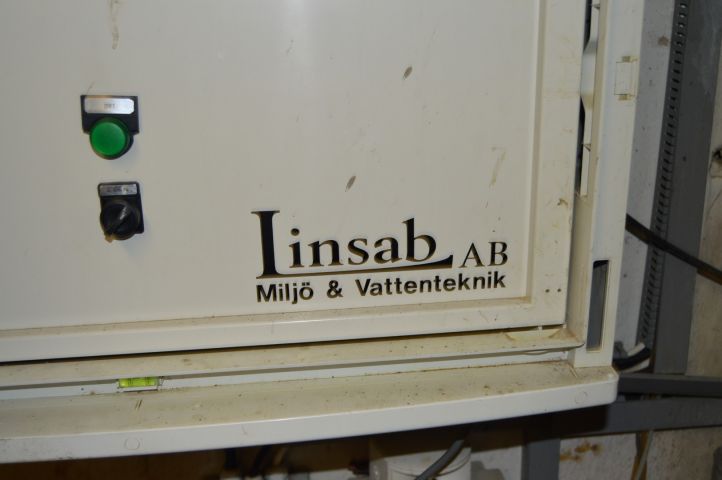 Linsab AB
Miljö & Vattenteknik